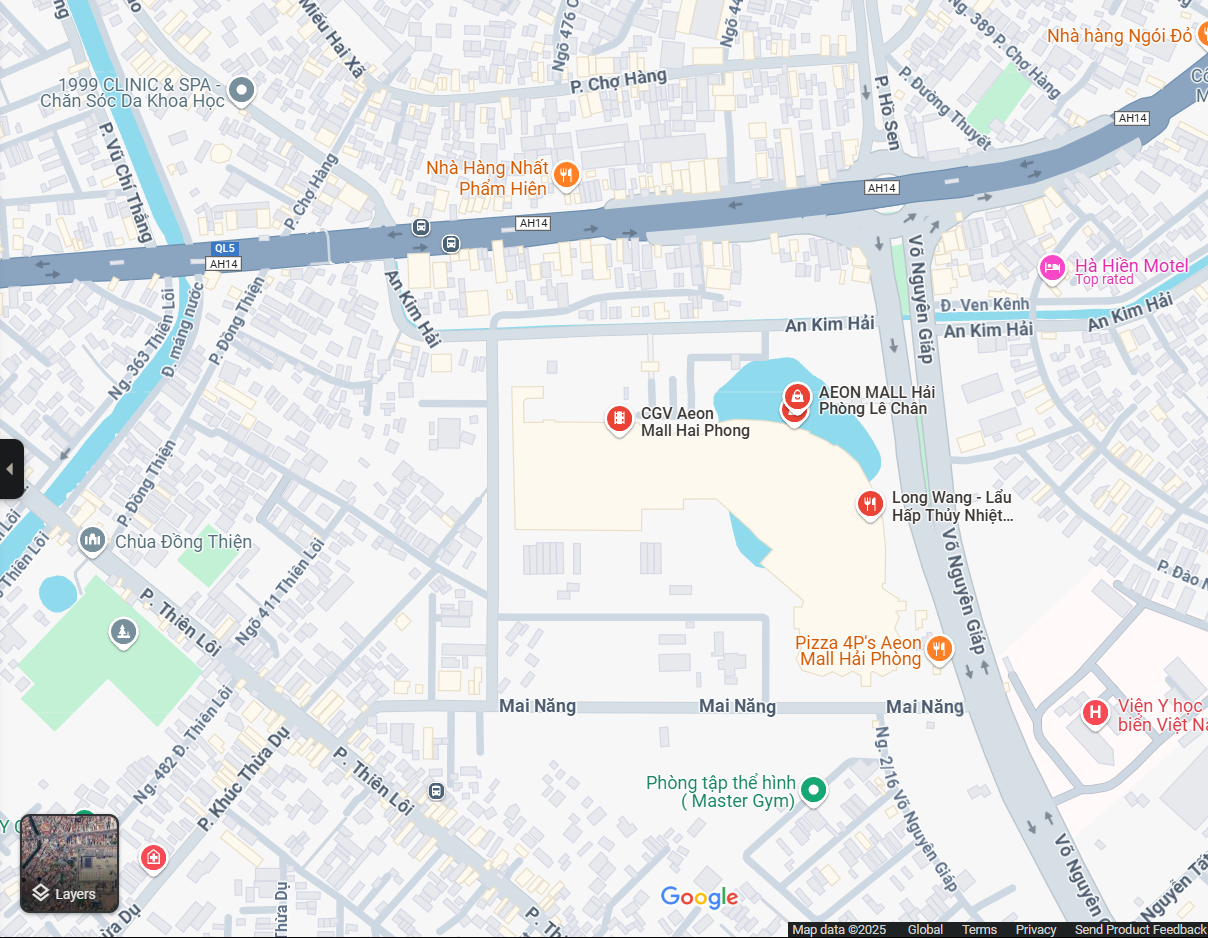 Miếu Hai Xã
Ngõ 476 C
Ngõ 44
Ng. 389 P. Chợ Hàng
Nhà hàng Ngói Đỏ
1999 CLINIC & SPA -
Chăn Sóc Da Khoa Học
P. Chợ Hàng
P. Hồ Sen
P. Đường Thuyết
AH14
P. Vũ Chí Thắng
P. Chợ Hàng
Nhà Hàng Nhất
Phẩm Hiên
AH14
AH14
QL5
AH14
Võ Nguyên Giáp
Hà Hiền Motel
Top rated
Ng. 363 Thiên Lôi
Đ. máng nước
P. Đồng Thiện
An Kim Hải
An Kim Hải
Đ. Ven Kênh
An Kim Hải
An Kim Hải
AEON MALL Hải
Phòng Lê Chân
CGV Aeon
Mall Hai Phong
P. Đồng Thiện
Long Wang - Lẩu
Hấp Thủy Nhiệt...
Chùa Đồng Thiện
Thiên Lôi
P. Thiên Lôi
Ngõ 411 Thiên Lôi
Võ Nguyên Giáp
Pizza 4P's Aeon
Mall Hải Phòng
Mai Năng
Mai Năng
Mai Năng
Viện Y học
biển Việt Na
Ng. 482 Đ. Thiên Lôi
P. Khúc Thừa Dụ
P. Thiên Lôi
Phòng tập thể hình
( Master Gym)
Ng. 2/16 Võ Nguyên Giáp
Võ Nguyên G
Nguyễn Tất
Layers
Thừa Dụ
Google
Map data ©2025 Global Terms Privacy Send Product Feedback